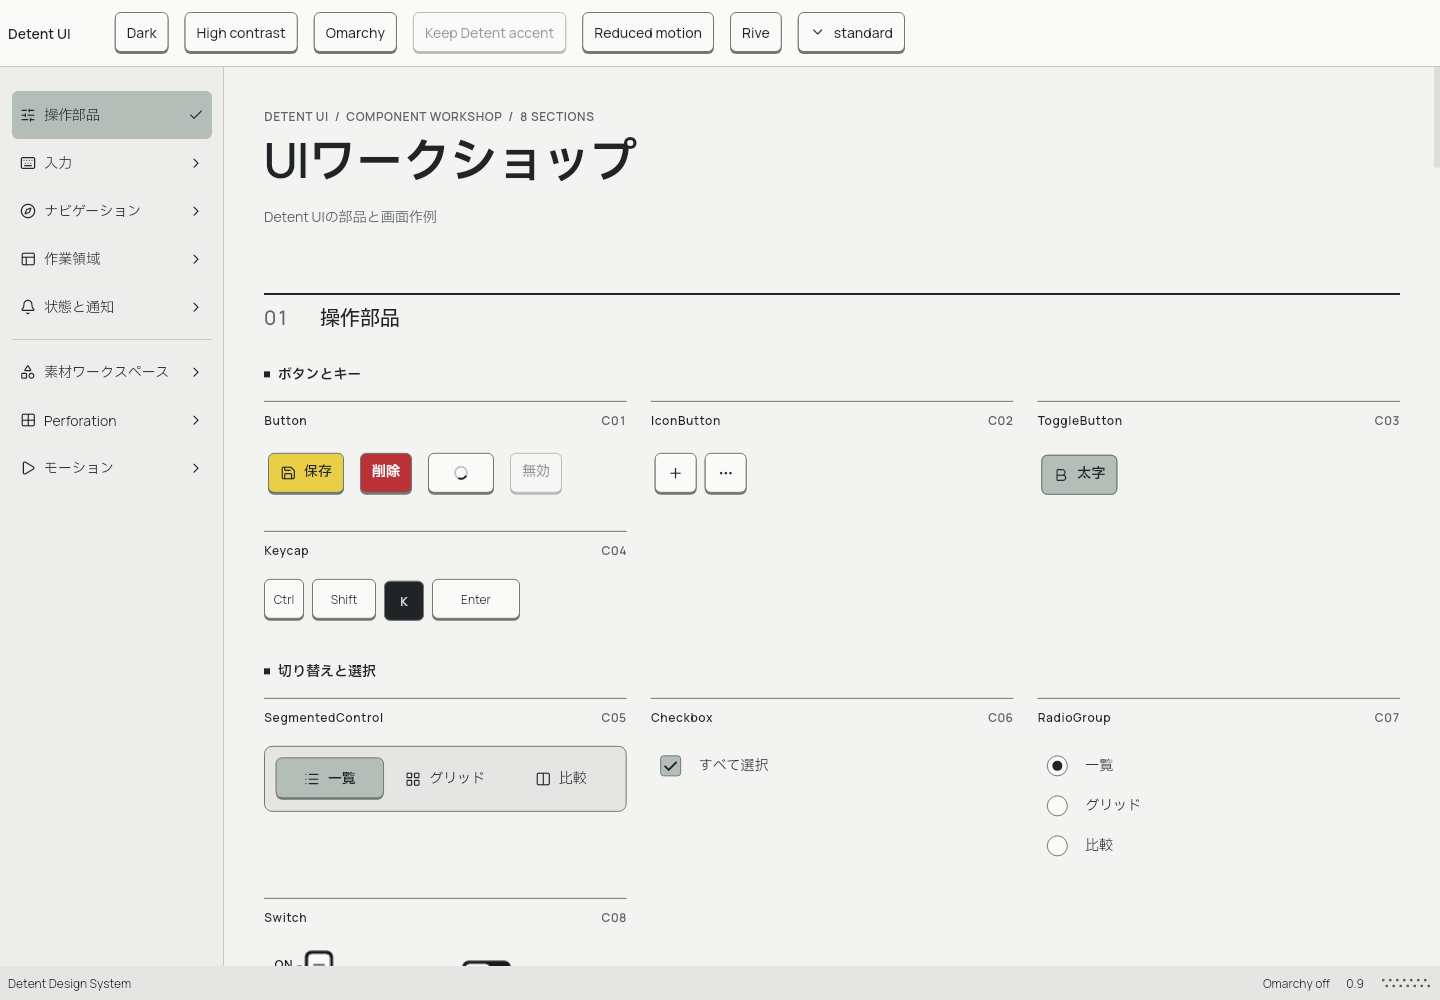 Detent UI
Dark
High contrast
Omarchy
Keep Detent accent
Reduced motion
Rive
standard
操作部品
入力
ナビゲーション
作業領域
状態と通知
素材ワークスペース
Perforation
モーション
DETENT UI / COMPONENT WORKSHOP / 8 SECTIONS
UIワークショップ
Detent UIの部品と画面作例
01 操作部品
ボタンとキー
Button C01
保存
削除
無効
IconButton C02
ToggleButton C03
太字
Keycap C04
Ctrl
Shift
K
Enter
切り替えと選択
SegmentedControl C05
一覧
グリッド
比較
Checkbox C06
すべて選択
RadioGroup C07
一覧
グリッド
比較
Switch C08
ON
Detent Design System
Omarchy off
0.9